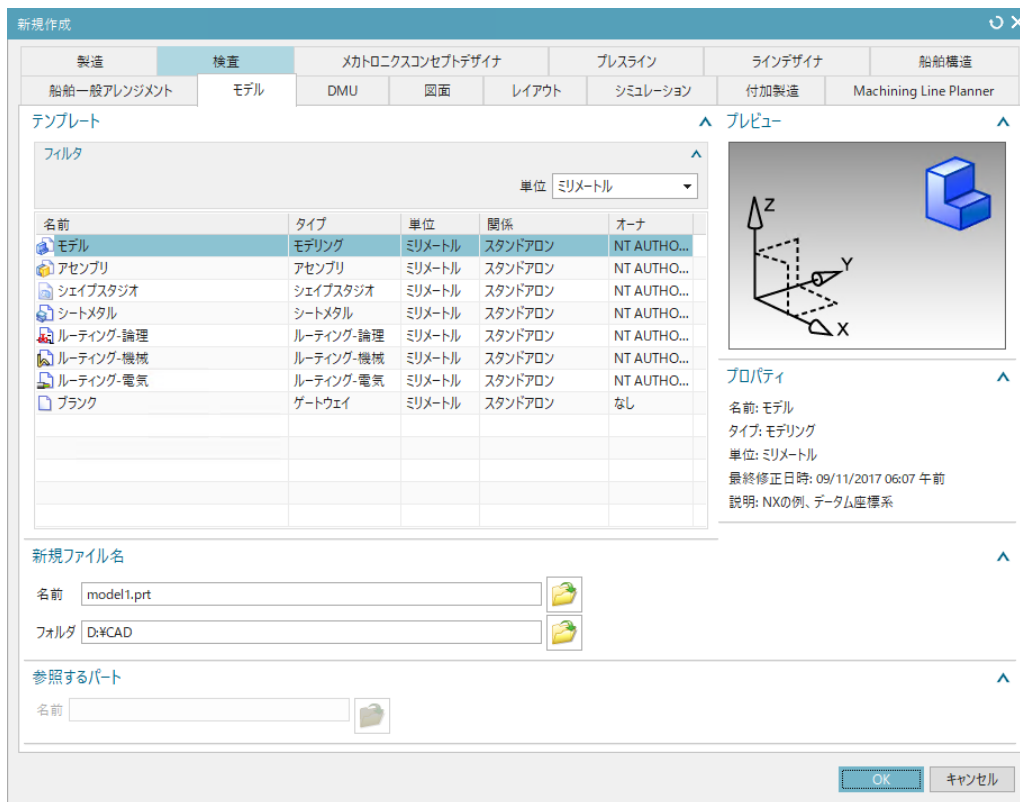 新規作成
製造 検査 メカトロニクスコンセプトデザイナ プレスライン ラインデザイナ 船舶構造
船舶一般アレンジメント モデル DMU 図面 レイアウト シミュレーション 付加製造 Machining Line Planner
テンプレート
フィルタ
単位 ミリメートル
名前 タイプ 単位 関係 オーナ
モデル モデリング ミリメートル スタンドアロン NT AUTHO...
アセンブリ アセンブリ ミリメートル スタンドアロン NT AUTHO...
シェイプスタジオ シェイプスタジオ ミリメートル スタンドアロン NT AUTHO...
シートメタル シートメタル ミリメートル スタンドアロン NT AUTHO...
ルーティング-論理 ルーティング-論理 ミリメートル スタンドアロン NT AUTHO...
ルーティング-機械 ルーティング-機械 ミリメートル スタンドアロン NT AUTHO...
ルーティング-電気 ルーティング-電気 ミリメートル スタンドアロン NT AUTHO...
ブランク ゲートウェイ ミリメートル スタンドアロン なし
プレビュー
Z
Y
X
プロパティ
名前: モデル
タイプ: モデリング
単位: ミリメートル
最終修正日時: 09/11/2017 06:07 午前
説明: NXの例、データム座標系
新規ファイル名
名前 model1.prt
フォルダ D:¥CAD
参照するパート
名前
OK キャンセル